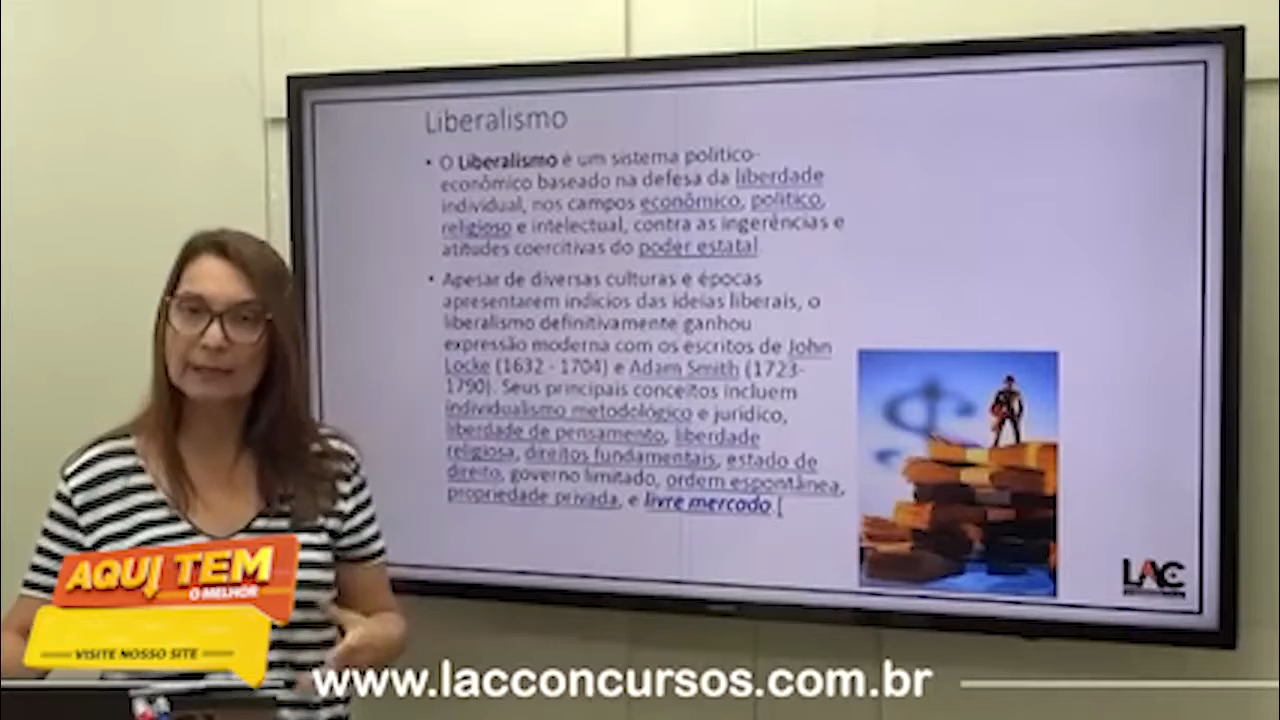 Liberalismo
• O Liberalismo é um sistema político-
econômico baseado na defesa da liberdade
individual, nos campos econômico, político,
religioso e intelectual, contra as ingerências e
atitudes coercitivas do poder estatal.
• Apesar de diversas culturas e épocas
apresentarem indícios das ideias liberais, o
liberalismo definitivamente ganhou
expressão moderna com os escritos de John
Locke (1632 - 1704) e Adam Smith (1723-
1790). Seus principais conceitos incluem
individualismo metodológico e jurídico,
liberdade de pensamento, liberdade
religiosa, direitos fundamentais, estado de
direito, governo limitado, ordem espontânea,
propriedade privada, e livre mercado [
LAC
AQUI TEM
O MELHOR
VISITE NOSSO SITE
www.lacconcursos.com.br